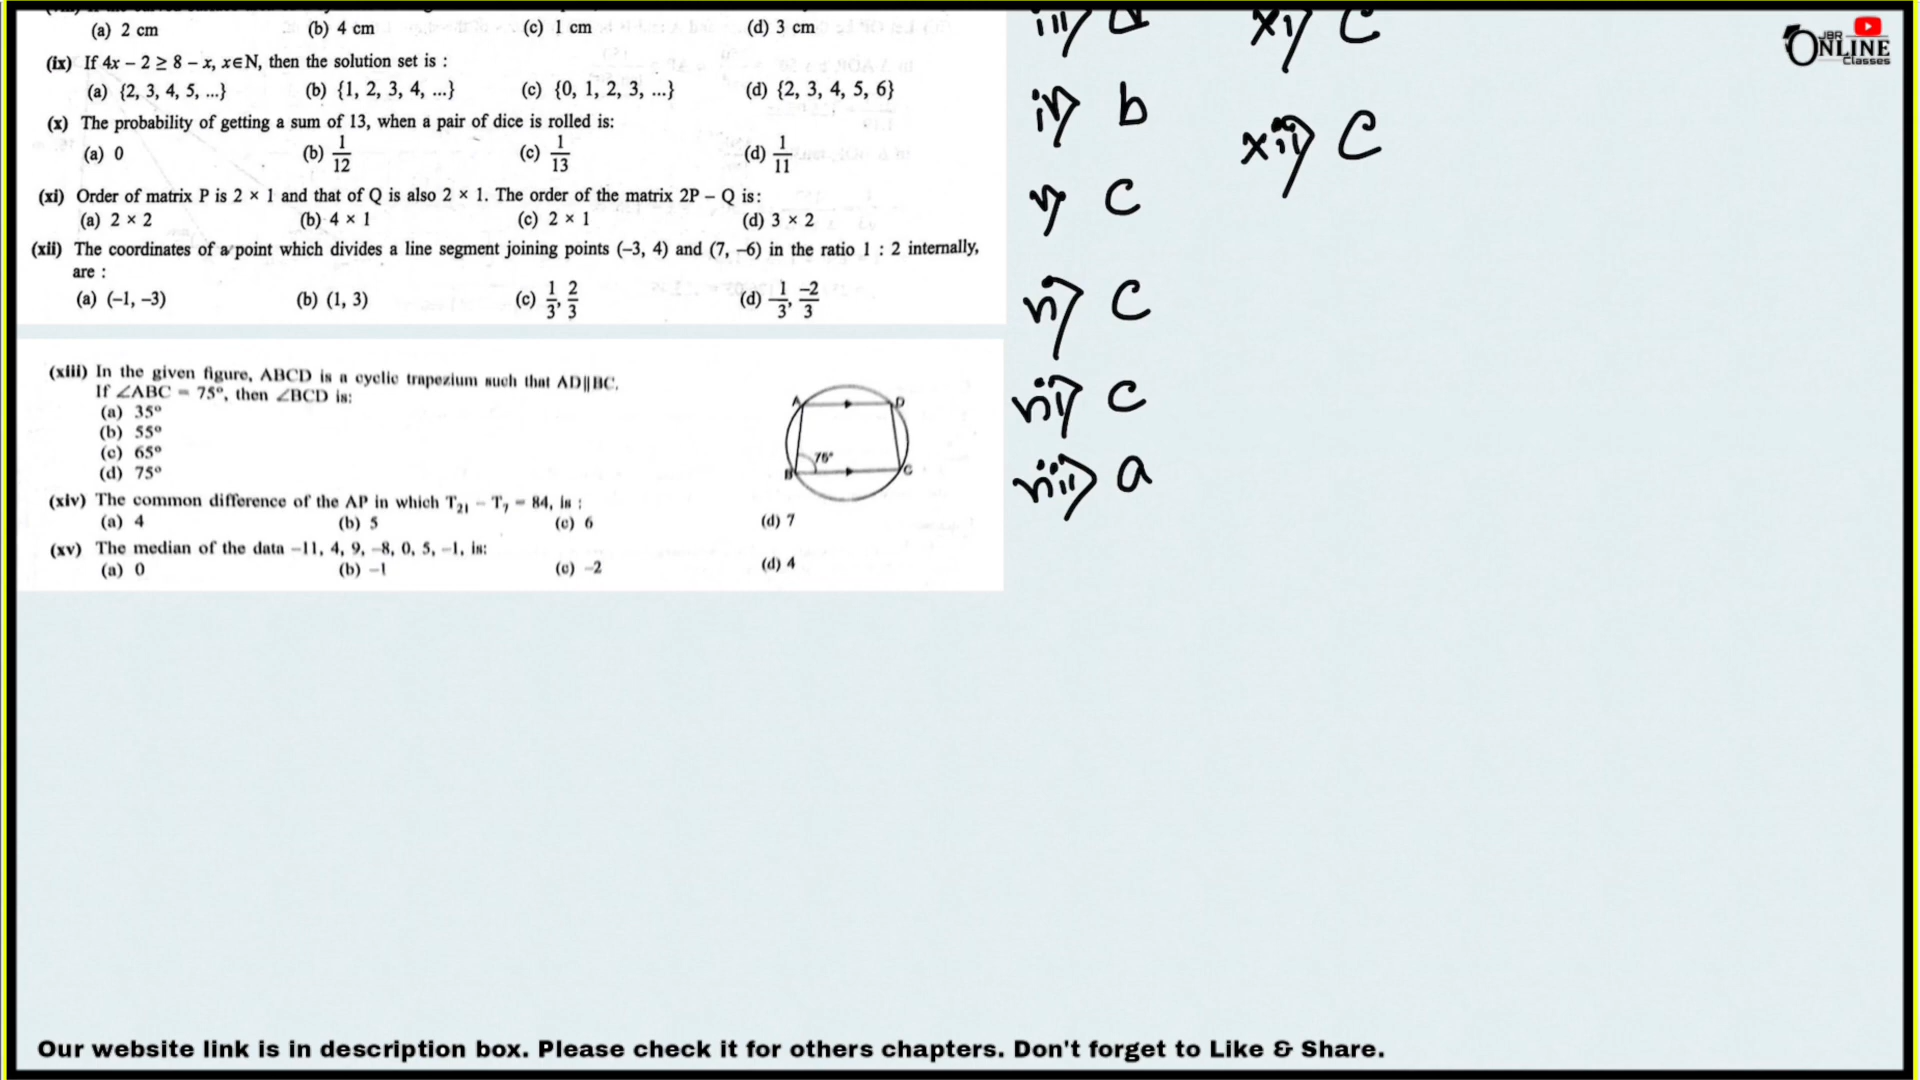 (a) 2 cm (b) 4 cm (c) 1 cm (d) 3 cm
(ix) If 4x – 2 ≥ 8 – x, x∈N, then the solution set is :
(a) {2, 3, 4, 5, ...} (b) {1, 2, 3, 4, ...} (c) {0, 1, 2, 3, ...} (d) {2, 3, 4, 5, 6}
(x) The probability of getting a sum of 13, when a pair of dice is rolled is:
(a) 0 (b) 1/12 (c) 1/13 (d) 1/11
(xi) Order of matrix P is 2 × 1 and that of Q is also 2 × 1. The order of the matrix 2P – Q is:
(a) 2 × 2 (b) 4 × 1 (c) 2 × 1 (d) 3 × 2
(xii) The coordinates of a point which divides a line segment joining points (–3, 4) and (7, –6) in the ratio 1 : 2 internally,
are :
(a) (–1, –3) (b) (1, 3) (c) 1/3, 2/3 (d) 1/3, –2/3
(xiii) In the given figure, ABCD is a cyclic trapezium such that AD||BC.
If ∠ABC = 75°, then ∠BCD is:
(a) 35°
(b) 55°
(c) 65°
(d) 75°
A D
75°
B C
(xiv) The common difference of the AP in which T21 – T7 = 84, is :
(a) 4 (b) 5 (c) 6 (d) 7
(xv) The median of the data –11, 4, 9, –8, 0, 5, –1, is:
(a) 0 (b) –1 (c) –2 (d) 4
iii)
iv) b
v) c
vi) c
vii) c
viii) a
xi) c
xii) c
JBR
ONLINE
Classes
Our website link is in description box. Please check it for others chapters. Don't forget to Like & Share.